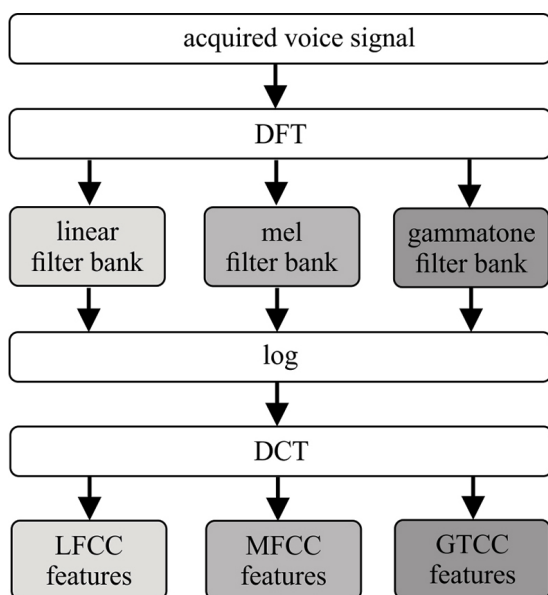 acquired voice signal
DFT
linear
filter bank
mel
filter bank
gammatone
filter bank
log
DCT
LFCC
features
MFCC
features
GTCC
features